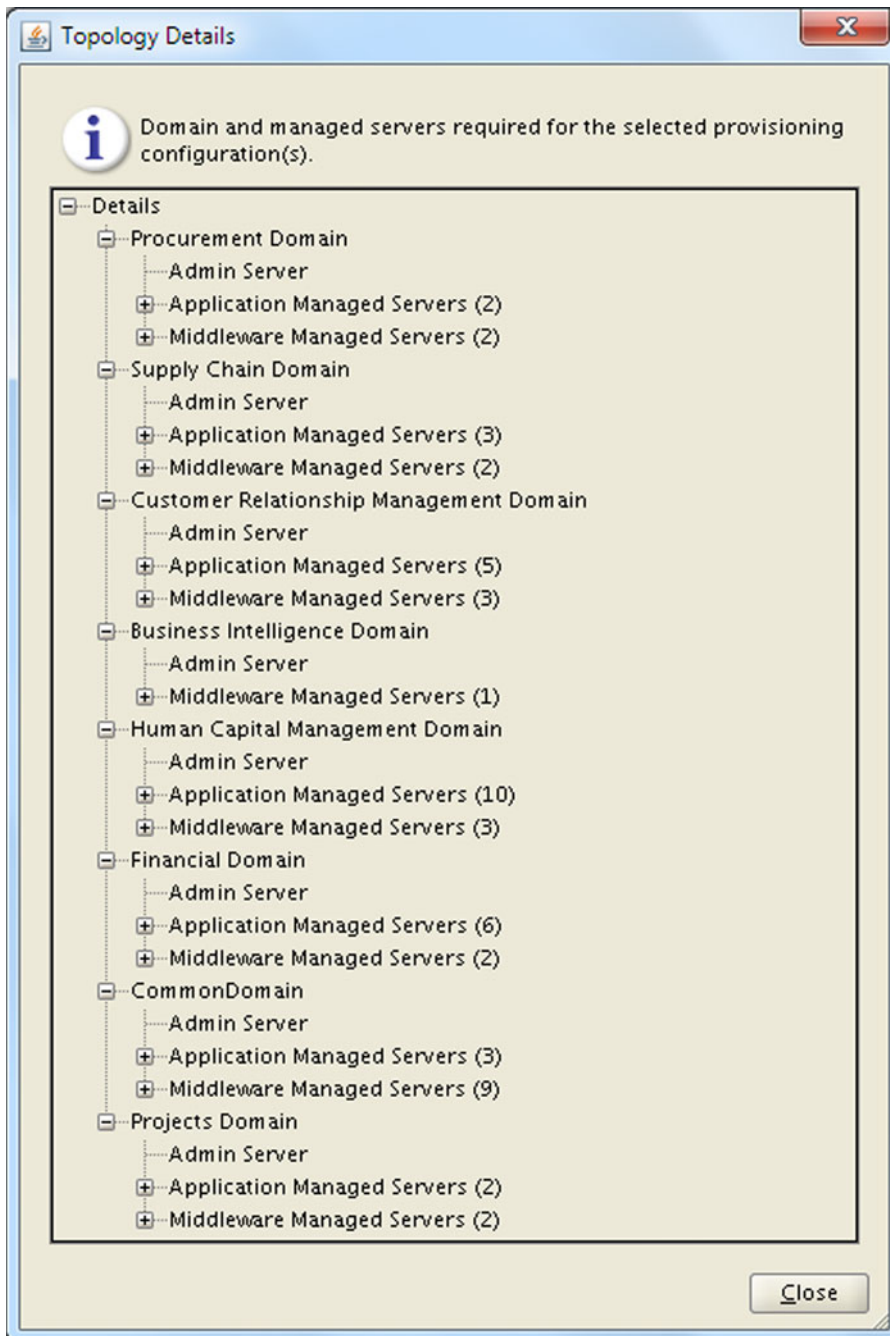 Topology Details
Domain and managed servers required for the selected provisioning
configuration(s).
Details
Procurement Domain
Admin Server
Application Managed Servers (2)
Middleware Managed Servers (2)
Supply Chain Domain
Admin Server
Application Managed Servers (3)
Middleware Managed Servers (2)
Customer Relationship Management Domain
Admin Server
Application Managed Servers (5)
Middleware Managed Servers (3)
Business Intelligence Domain
Admin Server
Middleware Managed Servers (1)
Human Capital Management Domain
Admin Server
Application Managed Servers (10)
Middleware Managed Servers (3)
Financial Domain
Admin Server
Application Managed Servers (6)
Middleware Managed Servers (2)
CommonDomain
Admin Server
Application Managed Servers (3)
Middleware Managed Servers (9)
Projects Domain
Admin Server
Application Managed Servers (2)
Middleware Managed Servers (2)
Close